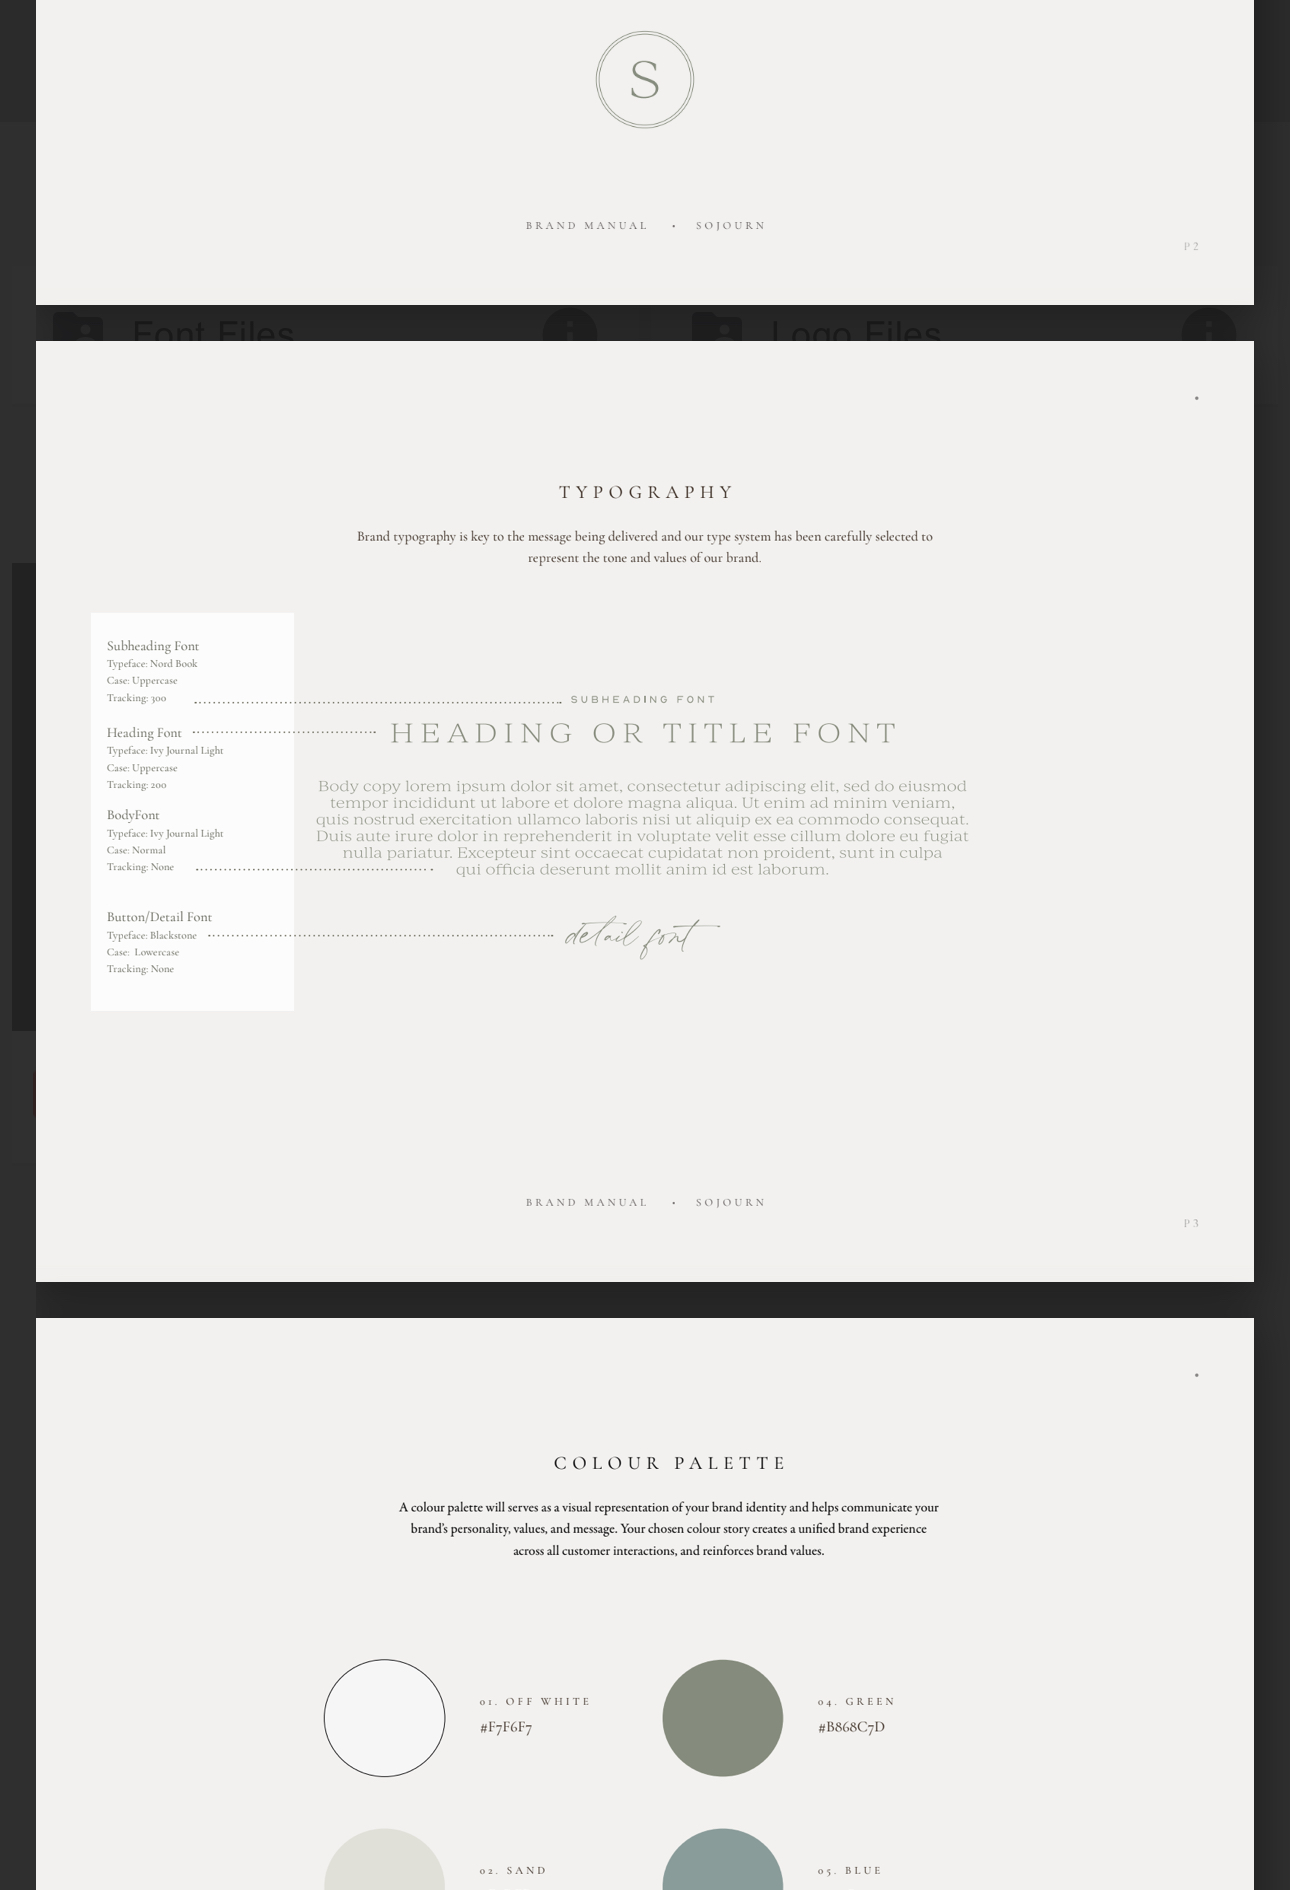 S
BRAND MANUAL • SOJOURN
P 2
Font Files
Logo Files
TYPOGRAPHY
Brand typography is key to the message being delivered and our type system has been carefully selected to
represent the tone and values of our brand.
Subheading Font
Typeface: Nord Book
Case: Uppercase
Tracking: 300
Heading Font
Typeface: Ivy Journal Light
Case: Uppercase
Tracking: 200
BodyFont
Typeface: Ivy Journal Light
Case: Normal
Tracking: None
Button/Detail Font
Typeface: Blackstone
Case: Lowercase
Tracking: None
SUBHEADING FONT
HEADING OR TITLE FONT
Body copy lorem ipsum dolor sit amet, consectetur adipiscing elit, sed do eiusmod
tempor incididunt ut labore et dolore magna aliqua. Ut enim ad minim veniam,
quis nostrud exercitation ullamco laboris nisi ut aliquip ex ea commodo consequat.
Duis aute irure dolor in reprehenderit in voluptate velit esse cillum dolore eu fugiat
nulla pariatur. Excepteur sint occaecat cupidatat non proident, sunt in culpa
qui officia deserunt mollit anim id est laborum.
detail font
BRAND MANUAL • SOJOURN
P 3
COLOUR PALETTE
A colour palette will serves as a visual representation of your brand identity and helps communicate your
brand's personality, values, and message. Your chosen colour story creates a unified brand experience
across all customer interactions, and reinforces brand values.
01. OFF WHITE
#F7F6F7
04. GREEN
#B868C7D
02. SAND
05. BLUE